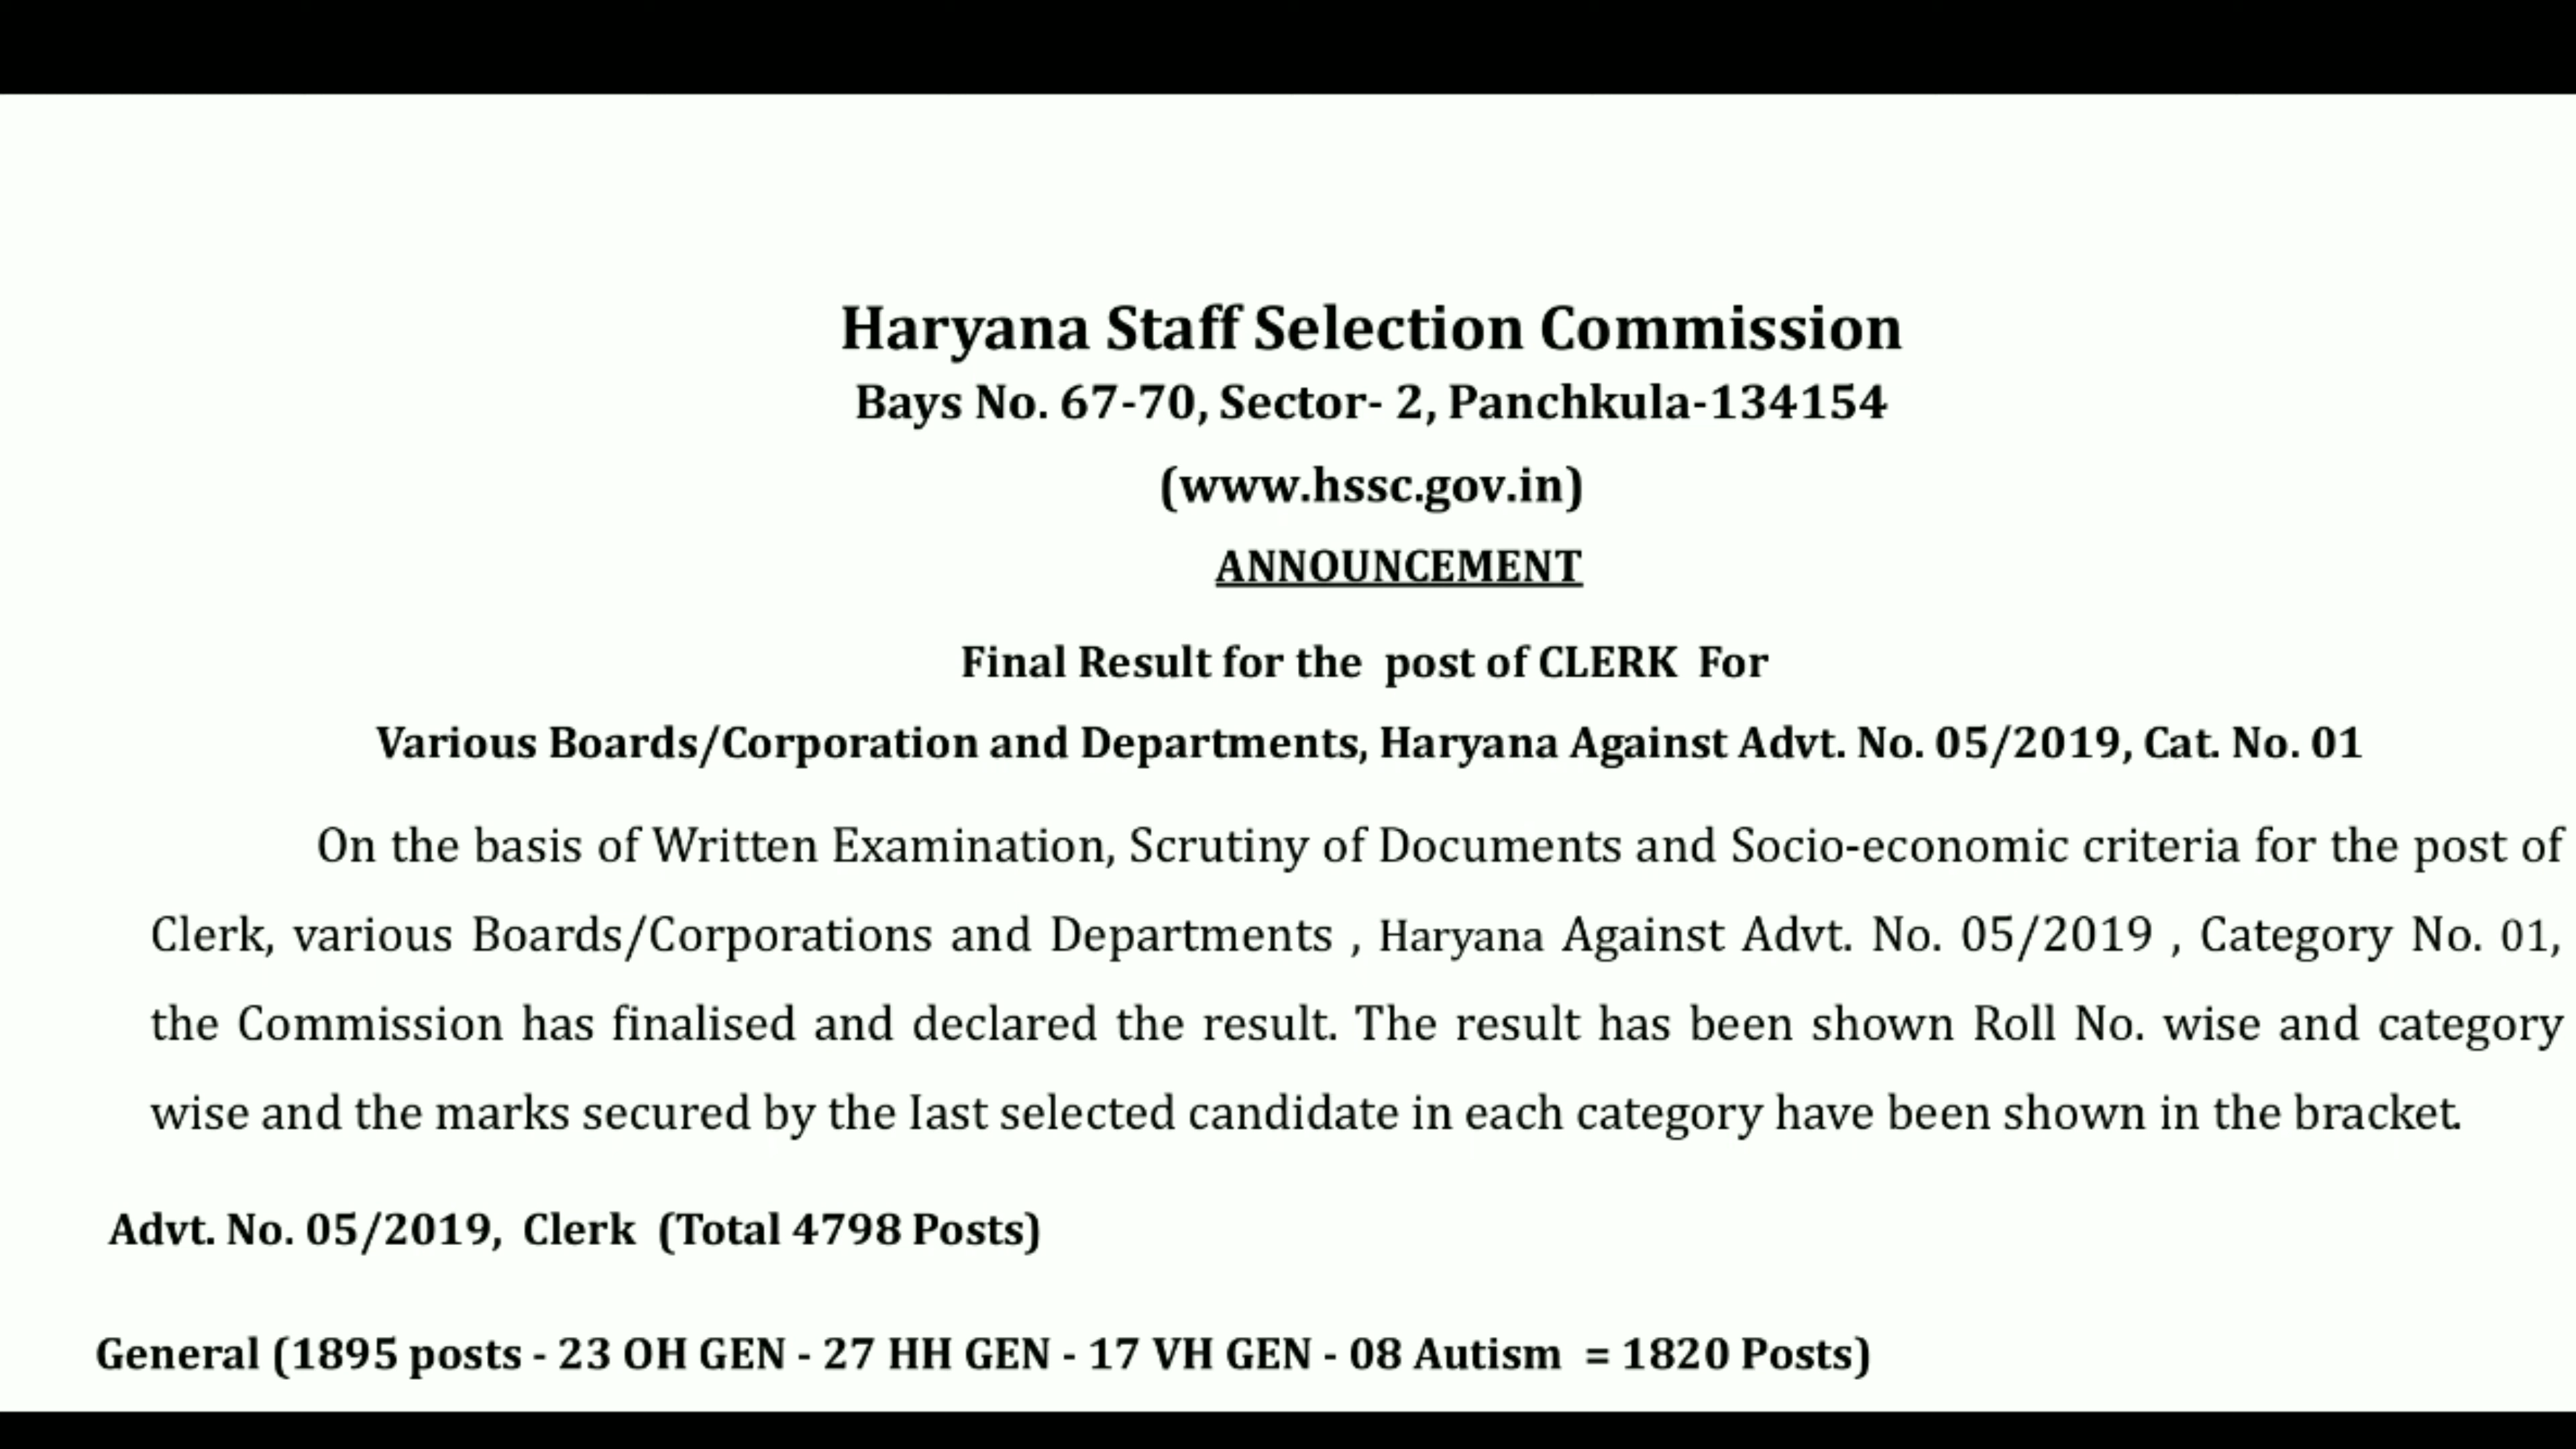 Haryana Staff Selection Commission
Bays No. 67-70, Sector- 2, Panchkula-134154
(www.hssc.gov.in)
ANNOUNCEMENT
Final Result for the post of CLERK For
Various Boards/Corporation and Departments, Haryana Against Advt. No. 05/2019, Cat. No. 01
On the basis of Written Examination, Scrutiny of Documents and Socio-economic criteria for the post of
Clerk, various Boards/Corporations and Departments , Haryana Against Advt. No. 05/2019 , Category No. 01,
the Commission has finalised and declared the result. The result has been shown Roll No. wise and category
wise and the marks secured by the Iast selected candidate in each category have been shown in the bracket.
Advt. No. 05/2019, Clerk (Total 4798 Posts)
General (1895 posts - 23 OH GEN - 27 HH GEN - 17 VH GEN - 08 Autism = 1820 Posts)